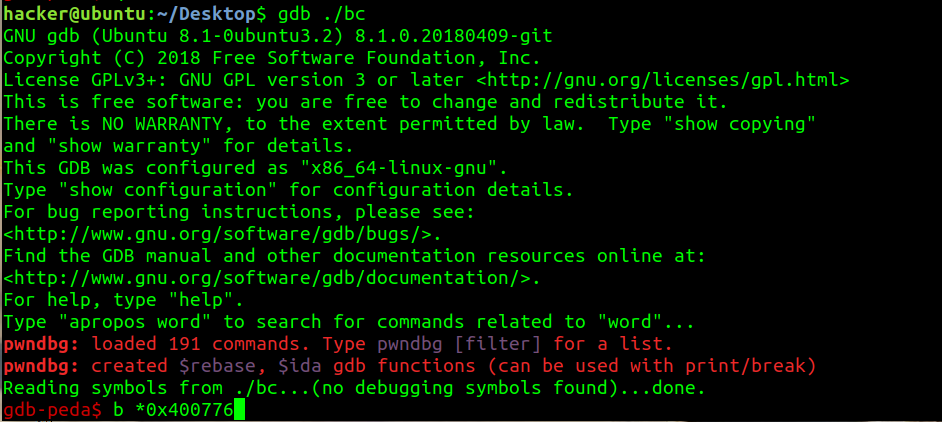 hacker@ubuntu:~/Desktop$ gdb ./bc
GNU gdb (Ubuntu 8.1-0ubuntu3.2) 8.1.0.20180409-git
Copyright (C) 2018 Free Software Foundation, Inc.
License GPLv3+: GNU GPL version 3 or later <http://gnu.org/licenses/gpl.html>
This is free software: you are free to change and redistribute it.
There is NO WARRANTY, to the extent permitted by law.  Type "show copying"
and "show warranty" for details.
This GDB was configured as "x86_64-linux-gnu".
Type "show configuration" for configuration details.
For bug reporting instructions, please see:
<http://www.gnu.org/software/gdb/bugs/>.
Find the GDB manual and other documentation resources online at:
<http://www.gnu.org/software/gdb/documentation/>.
For help, type "help".
Type "apropos word" to search for commands related to "word"...
pwndbg: loaded 191 commands. Type pwndbg [filter] for a list.
pwndbg: created $rebase, $ida gdb functions (can be used with print/break)
Reading symbols from ./bc...(no debugging symbols found)...done.
gdb-peda$ b *0x400776